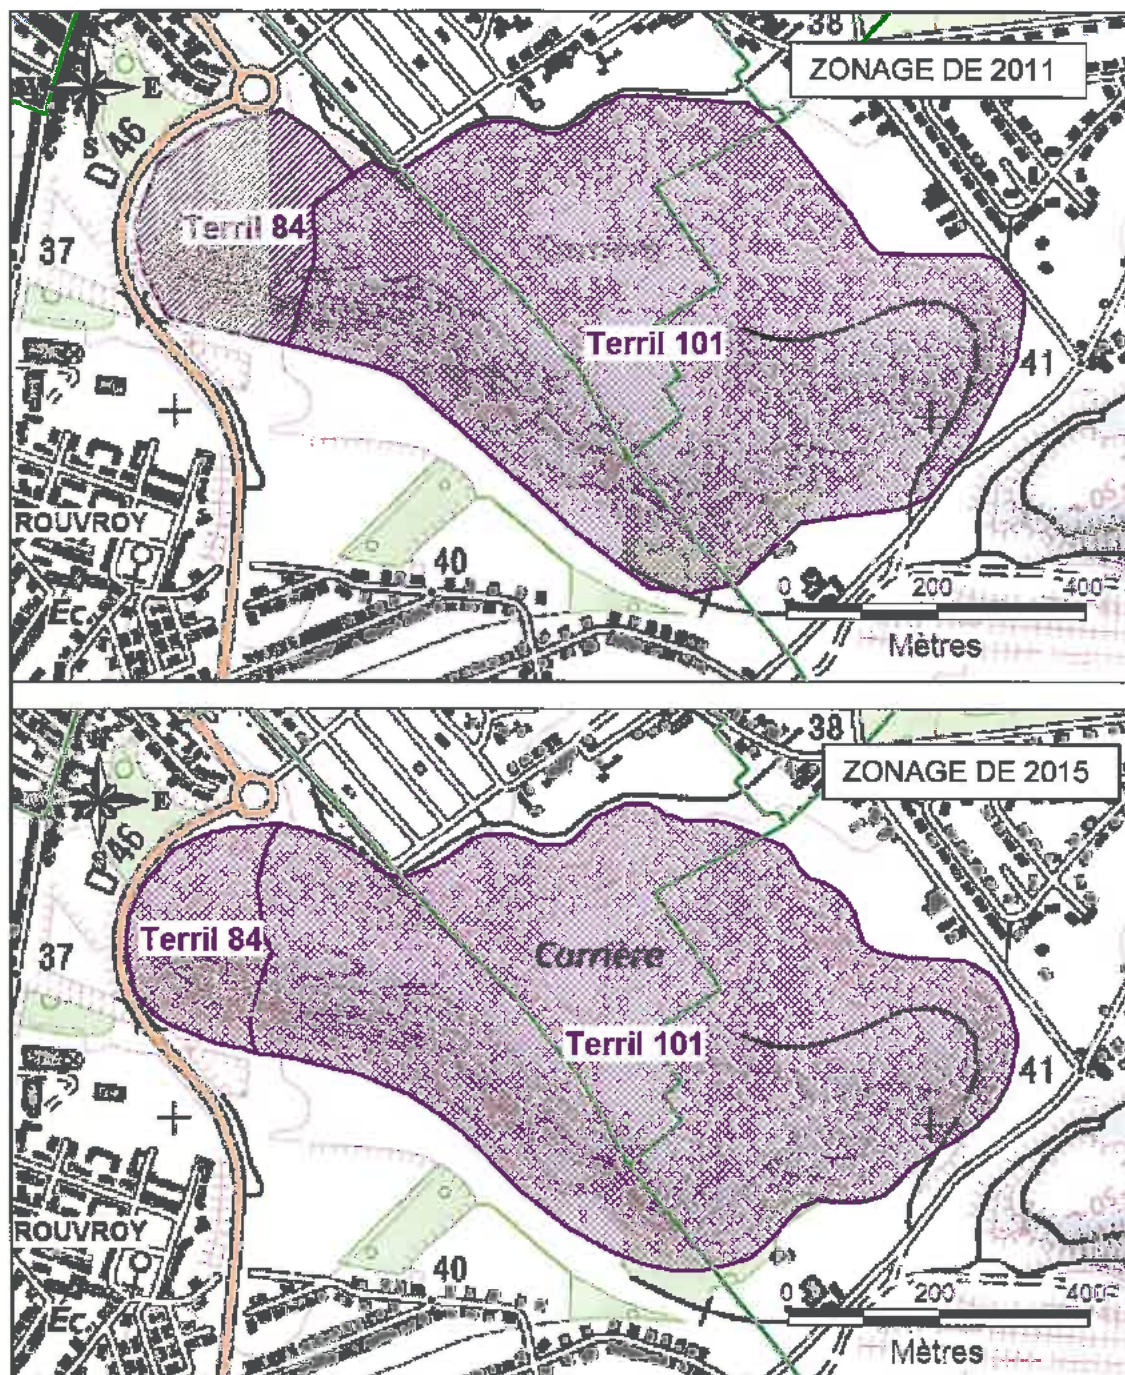 38
ZONAGE DE 2011
E
S
D 46
Terril 84
37
Terril 101
41
ROUVROY
40
Ec.
0 200 400
Mètres
38
ZONAGE DE 2015
E
D 46
Terril 84
37
Carrière
Terril 101
41
ROUVROY
40
Ec.
0 200 400
Mètres